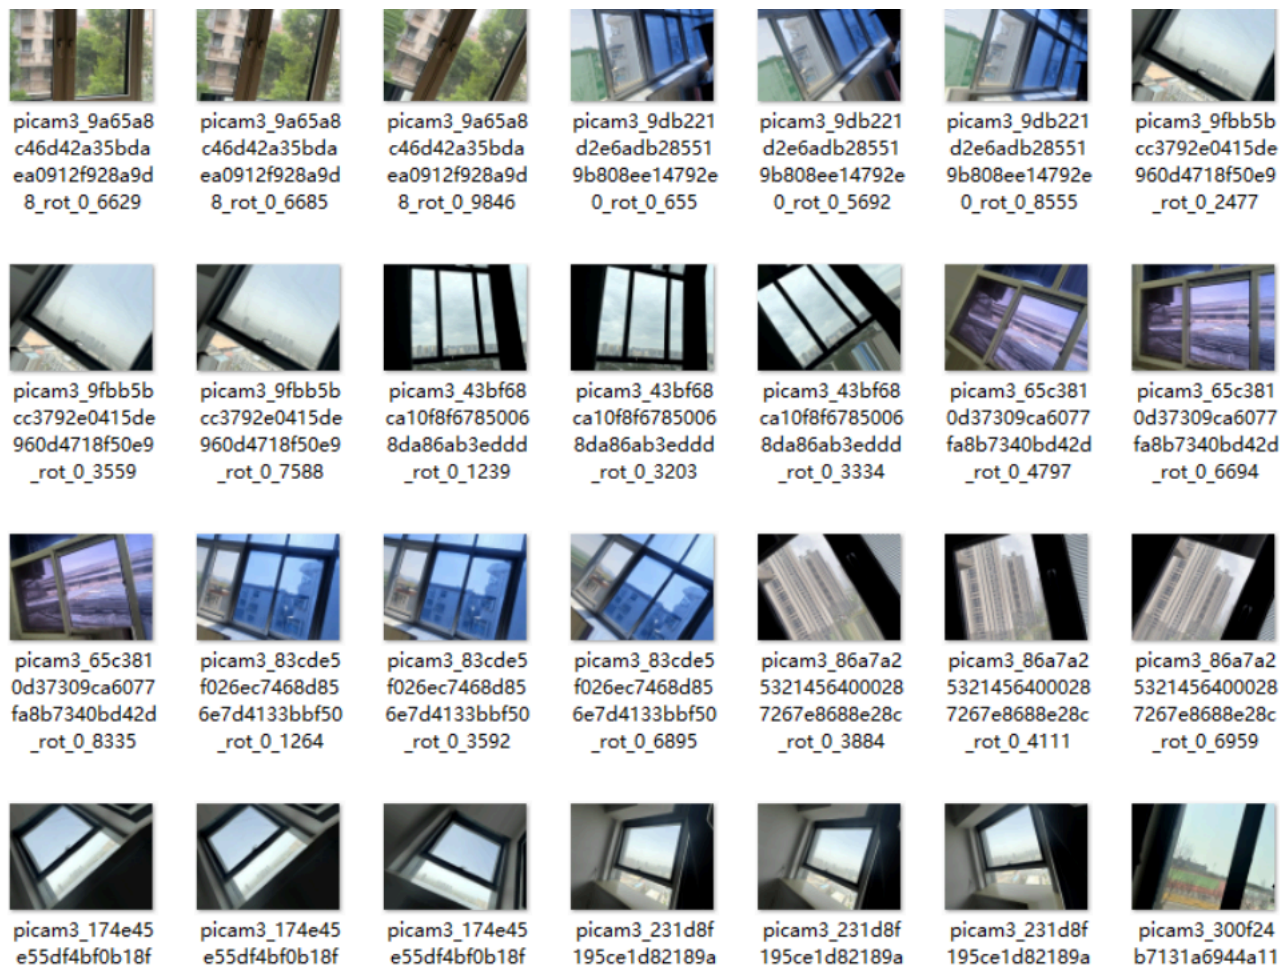 picam3_9a65a8 picam3_9a65a8 picam3_9a65a8 picam3_9db221 picam3_9db221 picam3_9db221 picam3_9fbb5b
c46d42a35bda c46d42a35bda c46d42a35bda d2e6adb28551 d2e6adb28551 d2e6adb28551 cc3792e0415de
ea0912f928a9d ea0912f928a9d ea0912f928a9d 9b808ee14792e 9b808ee14792e 9b808ee14792e 960d4718f50e9
8_rot_0_6629 8_rot_0_6685 8_rot_0_9846 0_rot_0_655 0_rot_0_5692 0_rot_0_8555 _rot_0_2477
picam3_9fbb5b picam3_9fbb5b picam3_43bf68 picam3_43bf68 picam3_43bf68 picam3_65c381 picam3_65c381
cc3792e0415de cc3792e0415de ca10f8f6785006 ca10f8f6785006 ca10f8f6785006 0d37309ca6077 0d37309ca6077
960d4718f50e9 960d4718f50e9 8da86ab3eddd 8da86ab3eddd 8da86ab3eddd fa8b7340bd42d fa8b7340bd42d
_rot_0_3559 _rot_0_7588 _rot_0_1239 _rot_0_3203 _rot_0_3334 _rot_0_4797 _rot_0_6694
picam3_65c381 picam3_83cde5 picam3_83cde5 picam3_83cde5 picam3_86a7a2 picam3_86a7a2 picam3_86a7a2
0d37309ca6077 f026ec7468d85 f026ec7468d85 f026ec7468d85 5321456400028 5321456400028 5321456400028
fa8b7340bd42d 6e7d4133bbf50 6e7d4133bbf50 6e7d4133bbf50 7267e8688e28c 7267e8688e28c 7267e8688e28c
_rot_0_8335 _rot_0_1264 _rot_0_3592 _rot_0_6895 _rot_0_3884 _rot_0_4111 _rot_0_6959
picam3_174e45 picam3_174e45 picam3_174e45 picam3_231d8f picam3_231d8f picam3_231d8f picam3_300f24
e55df4bf0b18f e55df4bf0b18f e55df4bf0b18f 195ce1d82189a 195ce1d82189a 195ce1d82189a b7131a6944a11